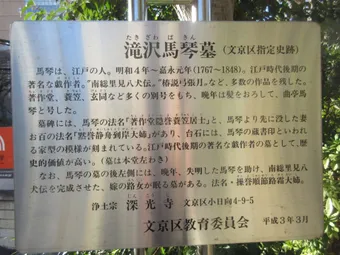 たきざわ ばきん
滝沢馬琴墓(文京区指定史跡)
馬琴は、江戸の人。明和4年〜嘉永元年(1767〜1848)。江戸時代後期の
著名な戯作者。"南総里見八犬伝"。"椿説弓張月"など、多数の作品を残した。
著作堂、蓑笠、玄同など多くの別号をもち、晩年は髪をおろして、曲亭馬
琴と号した。
墓碑には、馬琴の法名「著作堂隠誉蓑笠居士」と、馬琴より先に没した妻
お百の法名「黙誉静舟到岸大姉」があり、台石には、馬琴の蔵書印といわれ
る家型の模様が刻まれている。江戸時代後期の著名な戯作者の墓として、歴
史的価値が高い。(墓は本堂左わき)
なお、馬琴の墓の後左側には、晩年、失明した馬琴を助け、南総里見八
犬伝を完成させた、嫁の路女が眠る墓がある。法名・操誉順節路霜大姉。
浄土宗 深光寺 文京区小日向4-9-5
文京区教育委員会 平成3年3月